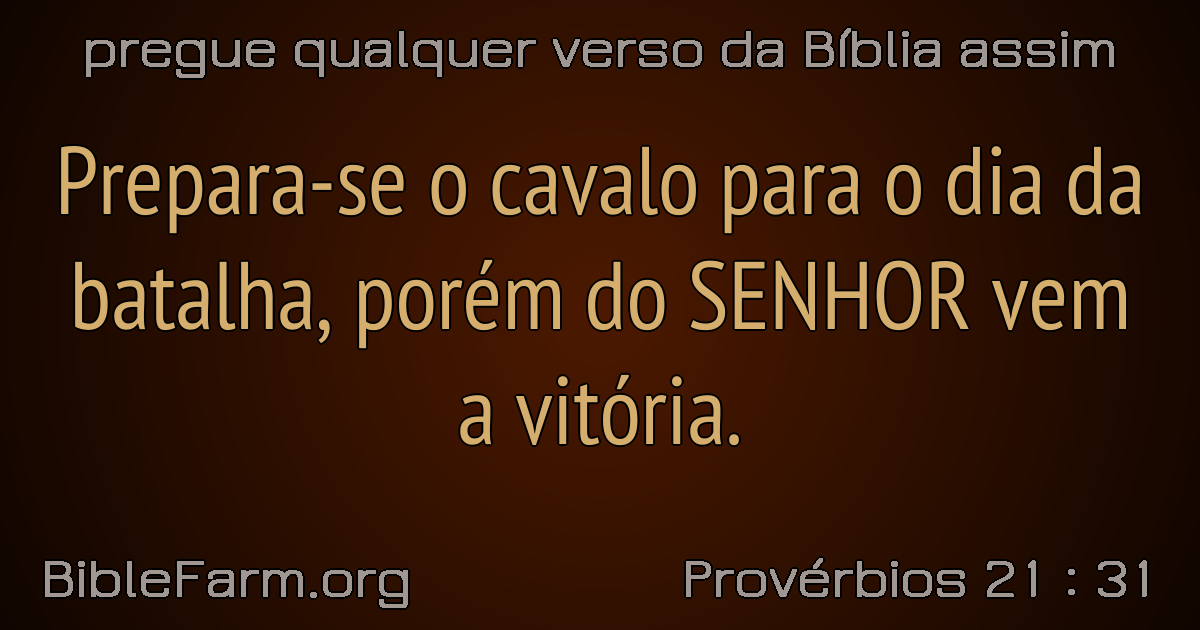 pregue qualquer verso da Bíblia assim
Prepara-se o cavalo para o dia da
batalha, porém do SENHOR vem
a vitória.
BibleFarm.org
Provérbios 21 : 31